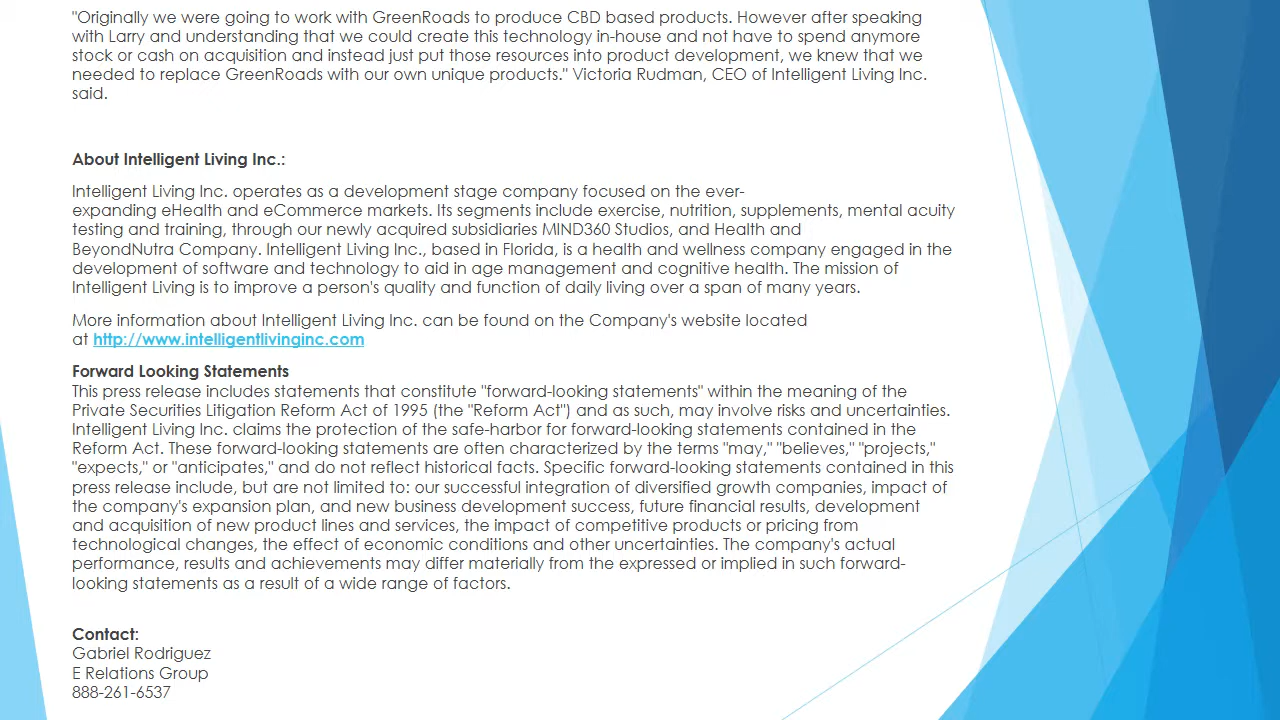 "Originally we were going to work with GreenRoads to produce CBD based products. However after speaking
with Larry and understanding that we could create this technology in-house and not have to spend anymore
stock or cash on acquisition and instead just put those resources into product development, we knew that we
needed to replace GreenRoads with our own unique products." Victoria Rudman, CEO of Intelligent Living Inc.
said.
About Intelligent Living Inc.:
Intelligent Living Inc. operates as a development stage company focused on the ever-
expanding eHealth and eCommerce markets. Its segments include exercise, nutrition, supplements, mental acuity
testing and training, through our newly acquired subsidiaries MIND360 Studios, and Health and
BeyondNutra Company. Intelligent Living Inc., based in Florida, is a health and wellness company engaged in the
development of software and technology to aid in age management and cognitive health. The mission of
Intelligent Living is to improve a person's quality and function of daily living over a span of many years.
More information about Intelligent Living Inc. can be found on the Company's website located
at http://www.intelligentlivinginc.com
Forward Looking Statements
This press release includes statements that constitute "forward-looking statements" within the meaning of the
Private Securities Litigation Reform Act of 1995 (the "Reform Act") and as such, may involve risks and uncertainties.
Intelligent Living Inc. claims the protection of the safe-harbor for forward-looking statements contained in the
Reform Act. These forward-looking statements are often characterized by the terms "may," "believes," "projects,"
"expects," or "anticipates," and do not reflect historical facts. Specific forward-looking statements contained in this
press release include, but are not limited to: our successful integration of diversified growth companies, impact of
the company's expansion plan, and new business development success, future financial results, development
and acquisition of new product lines and services, the impact of competitive products or pricing from
technological changes, the effect of economic conditions and other uncertainties. The company's actual
performance, results and achievements may differ materially from the expressed or implied in such forward-
looking statements as a result of a wide range of factors.
Contact:
Gabriel Rodriguez
E Relations Group
888-261-6537